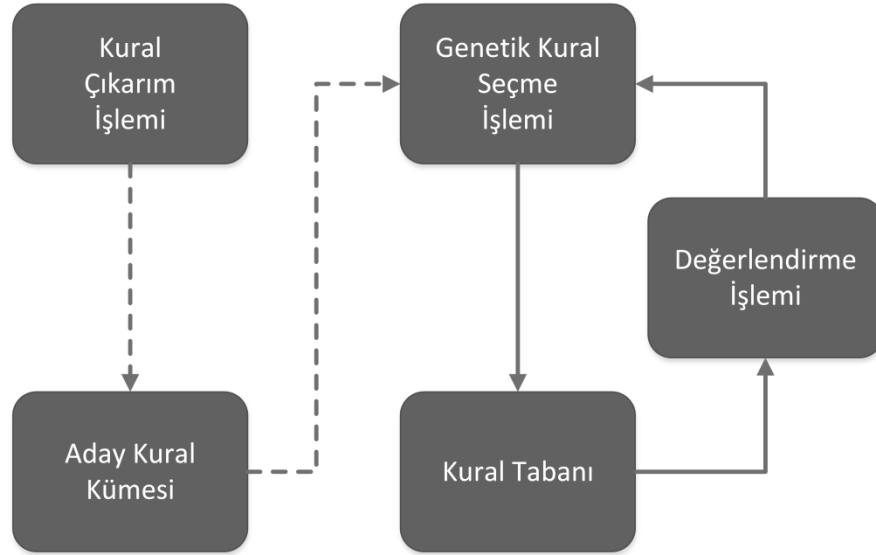 Kural
Çıkarım
İşlemi
Genetik Kural
Seçme
İşlemi
Değerlendirme
İşlemi
Aday Kural
Kümesi
Kural Tabanı